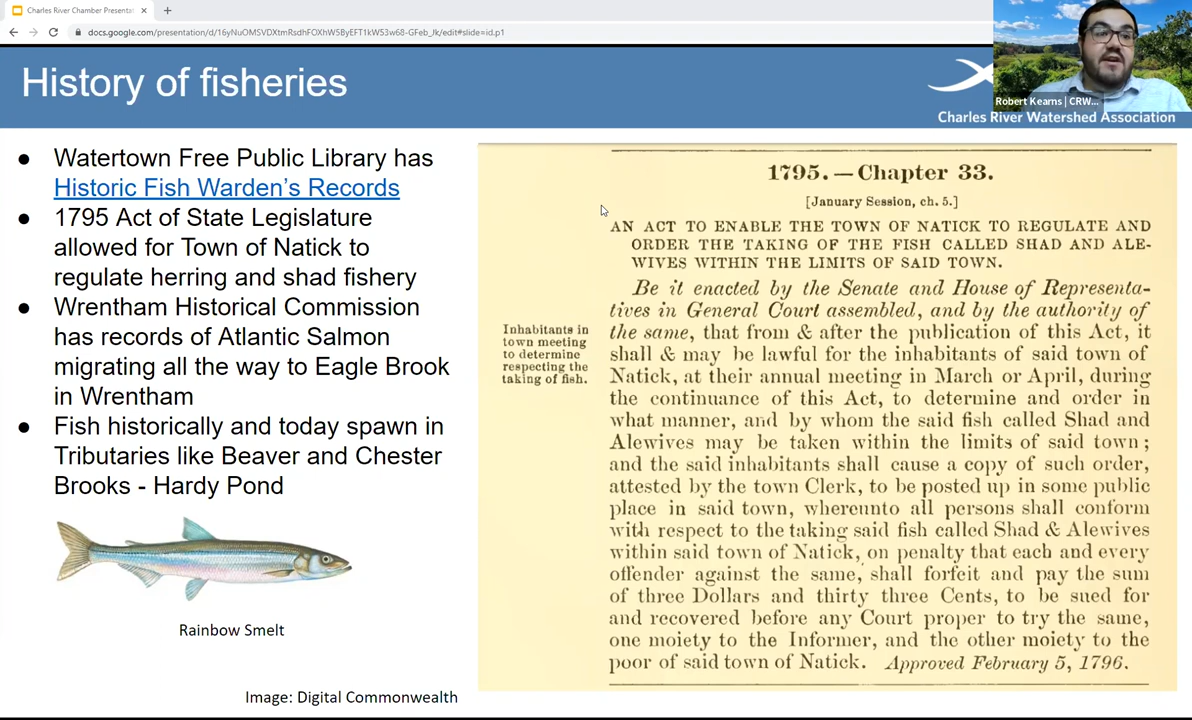 Charles River Chamber Presentat
docs.google.com/presentation/d/
History of fisheries
Robert Kearns | CRW...
Charles River Watershed Association
● Watertown Free Public Library has
Historic Fish Warden's Records
● 1795 Act of State Legislature
allowed for Town of Natick to
regulate herring and shad fishery
● Wrentham Historical Commission
has records of Atlantic Salmon
migrating all the way to Eagle Brook
in Wrentham
● Fish historically and today spawn in
Tributaries like Beaver and Chester
Brooks - Hardy Pond
Rainbow Smelt
Image: Digital Commonwealth
1795. — Chapter 33.
[January Session, ch. 5.]
AN ACT TO ENABLE THE TOWN OF NATICK TO REGULATE AND
ORDER THE TAKING OF THE FISH CALLED SHAD AND ALE-
WIVES WITHIN THE LIMITS OF SAID TOWN.
Inhabitants in
town meeting
to determine
respecting the
taking of fish.
Be it enacted by the Senate and House of Representa-
tives in General Court assembled, and by the authority of
the same, that from & after the publication of this Act, it
shall & may be lawful for the inhabitants of said town of
Natick, at their annual meeting in March or April, during
the continuance of this Act, to determine and order in
what manner, and by whom the said fish called Shad and
Alewives may be taken within the limits of said town;
and the said inhabitants shall cause a copy of such order,
attested by the town Clerk, to be posted up in some public
place in said town, whereunto all persons shall conform
with respect to the taking said fish called Shad & Alewives
within said town of Natick, on penalty that each and every
offender against the same, shall forfeit and pay the sum
of three Dollars and thirty three Cents, to be sued for
and recovered before any Court proper to try the same,
one moiety to the Informer, and the other moiety to the
poor of said town of Natick. Approved February 5, 1796.